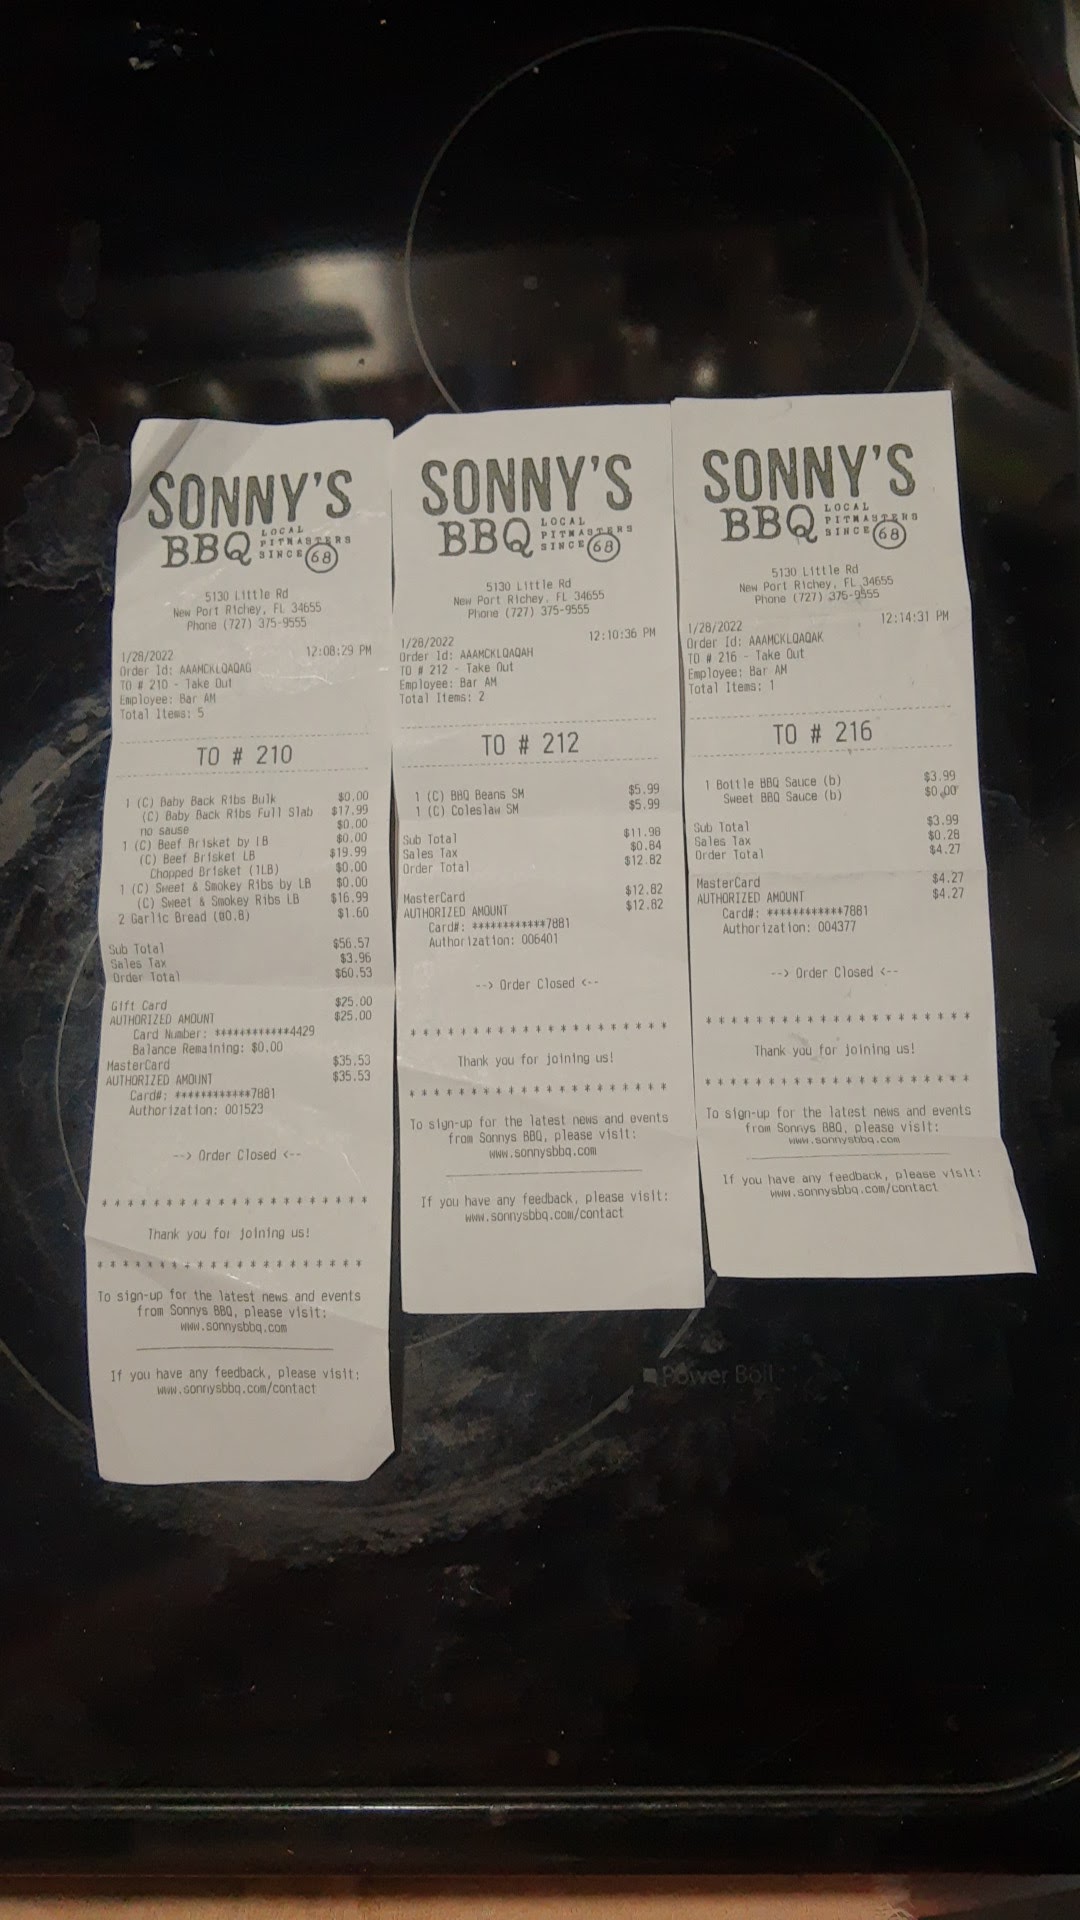 SONNY'S
BBQ LOCAL
PITMASTERS
SINCE 68
5130 Little Rd
New Port Richey, FL 34655
Phone (727) 375-9555
1/28/2022 12:08:29 PM
Order Id: AAAMCKLQAQAG
TO # 210 - Take Out
Employee: Bar AM
Total Items: 5
TO # 210
1 (C) Baby Back Ribs Bulk $0.00
(C) Baby Back Ribs Full Slab $17.99
no sause $0.00
1 (C) Beef Brisket by LB $0.00
(C) Beef Brisket LB $19.99
Chopped Brisket (1LB) $0.00
1 (C) Sweet & Smokey Ribs by LB $0.00
(C) Sweet & Smokey Ribs LB $16.99
2 Garlic Bread (@0.8) $1.60
Sub Total $56.57
Sales Tax $3.96
Order Total $60.53
Gift Card $25.00
AUTHORIZED AMOUNT $25.00
Card Number: ************4429
Balance Remaining: $0.00
MasterCard $35.53
AUTHORIZED AMOUNT $35.53
Card#: ************7881
Authorization: 001523
--> Order Closed <--
* * * * * * * * * * * * * * * * * * * *
Thank you for joining us!
* * * * * * * * * * * * * * * * * * * *
To sign-up for the latest news and events
from Sonnys BBQ, please visit:
www.sonnysbbq.com
If you have any feedback, please visit:
www.sonnysbbq.com/contact
SONNY'S
BBQ LOCAL
PITMASTERS
SINCE 68
5130 Little Rd
New Port Richey, FL 34655
Phone (727) 375-9555
1/28/2022 12:10:36 PM
Order Id: AAAMCKLQAQAH
TO # 212 - Take Out
Employee: Bar AM
Total Items: 2
TO # 212
1 (C) BBQ Beans SM $5.99
1 (C) Coleslaw SM $5.99
Sub Total $11.98
Sales Tax $0.84
Order Total $12.82
MasterCard $12.82
AUTHORIZED AMOUNT $12.82
Card#: ************7881
Authorization: 006401
--> Order Closed <--
* * * * * * * * * * * * * * * * * * * *
Thank you for joining us!
* * * * * * * * * * * * * * * * * * * *
To sign-up for the latest news and events
from Sonnys BBQ, please visit:
www.sonnysbbq.com
If you have any feedback, please visit:
www.sonnysbbq.com/contact
SONNY'S
BBQ LOCAL
PITMASTERS
SINCE 68
5130 Little Rd
New Port Richey, FL 34655
Phone (727) 375-9555
1/28/2022 12:14:31 PM
Order Id: AAAMCKLQAQAK
TO # 216 - Take Out
Employee: Bar AM
Total Items: 1
TO # 216
1 Bottle BBQ Sauce (b) $3.99
Sweet BBQ Sauce (b) $0.00
Sub Total $3.99
Sales Tax $0.28
Order Total $4.27
MasterCard $4.27
AUTHORIZED AMOUNT $4.27
Card#: ************7881
Authorization: 004377
--> Order Closed <--
* * * * * * * * * * * * * * * * * * * *
Thank you for joining us!
* * * * * * * * * * * * * * * * * * * *
To sign-up for the latest news and events
from Sonnys BBQ, please visit:
www.sonnysbbq.com
If you have any feedback, please visit:
www.sonnysbbq.com/contact
Power Boil